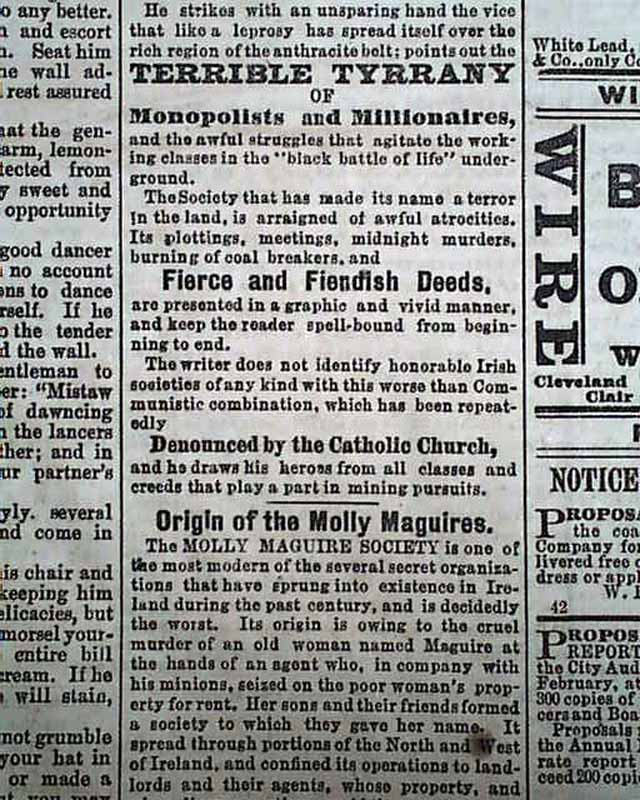 o any better.
n and escort
n. Seat him
he wall ad-
rest assured
hat the gen-
arm, lemon-
tected from
y sweet and
opportunity
good dancer
no account
ens to dance
rself. If he
o the tender
d the wall.
entleman to
er: "Mistaw
of dawncing
n the lancers
ther; and in
ur partner's
yly. several
nd come in
is chair and
keeping him
elicacies, but
morsel your-
entire bill
cream. If he
will stain,
not grumble
your hat in
or made a
He strikes with an unsparing hand the vice
that like a leprosy has spread itself over the
rich region of the anthracite belt; points out the
TERRIBLE TYRRANY
OF
Monopolists and Millionaires,
and the awful struggles that agitate the work-
ing classes in the "black battle of life" under-
ground.
The Society that has made its name a terror
in the land, is arraigned of awful atrocities.
Its plottings, meetings, midnight murders,
burning of coal breakers, and
Fierce and Fiendish Deeds,
are presented in a graphic and vivid manner,
and keep the reader spell-bound from begin-
ning to end.
The writer does not identify honorable Irish
societies of any kind with this worse than Com-
munistic combination, which has been repeat-
edly
Denounced by the Catholic Church,
and he draws his heroes from all classes and
creeds that play a part in mining pursuits.
Origin of the Molly Maguires.
The MOLLY MAGUIRE SOCIETY is one of
the most modern of the several secret organiza-
tions that have sprung into existence in Ire-
land during the past century, and is decidedly
the worst. Its origin is owing to the cruel
murder of an old woman named Maguire at
the hands of an agent who, in company with
his minions, seized on the poor woman's prop-
erty for rent. Her sons and their friends formed
a society to which they gave her name. It
spread through portions of the North and West
of Ireland, and confined its operations to land-
lords and their agents, whose property, and
White Lead,
& Co., only Co
WI
WIRE
B
O
W
Cleveland
Clair
NOTICE
PROPOSA
the coa
Company for
livered free o
dress or appl
W. I
42
PROPOS
REPORT
the City Aud
February, at
300 copies of
cers and Boa
Proposals
the Annual
rate report
ceed 200 copi